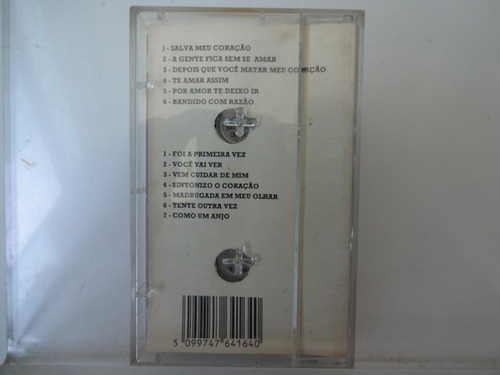 1 - SALVA MEU CORAÇÃO
2 - A GENTE FICA SEM SE AMAR
3 - DEPOIS QUE VOCÊ MATAR MEU CORAÇÃO
4 - TE AMAR ASSIM
5 - POR AMOR TE DEIXO IR
6 - BANDIDO COM RAZÃO
1 - FOI A PRIMEIRA VEZ
2 - VOCÊ VAI VER
3 - VEM CUIDAR DE MIM
4 - SINTONIZO O CORAÇÃO
5 - MADRUGADA EM MEU OLHAR
6 - TENTE OUTRA VEZ
7 - COMO UM ANJO
5 099747 641640